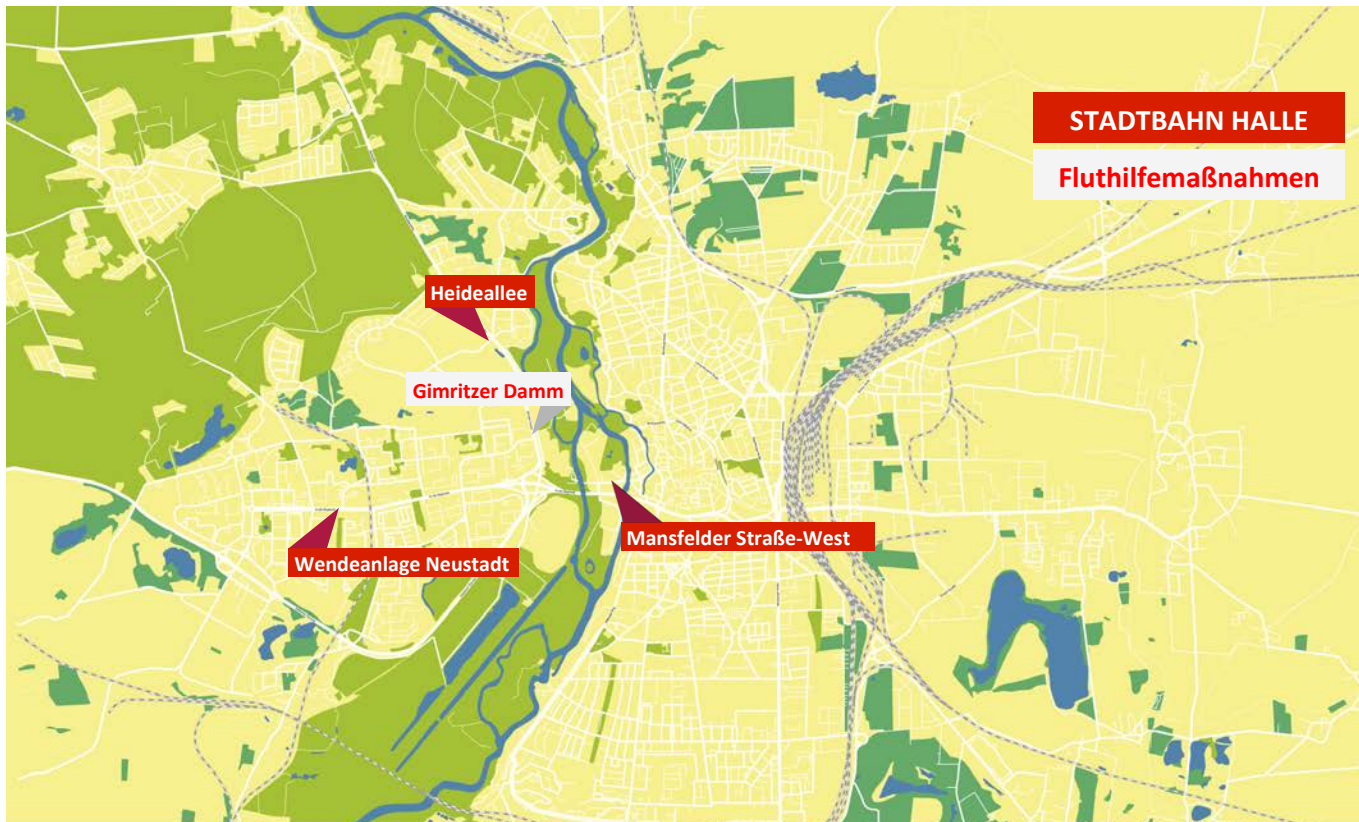 STADTBAHN HALLE
Fluthilfemaßnahmen
Heideallee
Gimritzer Damm
Mansfelder Straße-West
Wendeanlage Neustadt